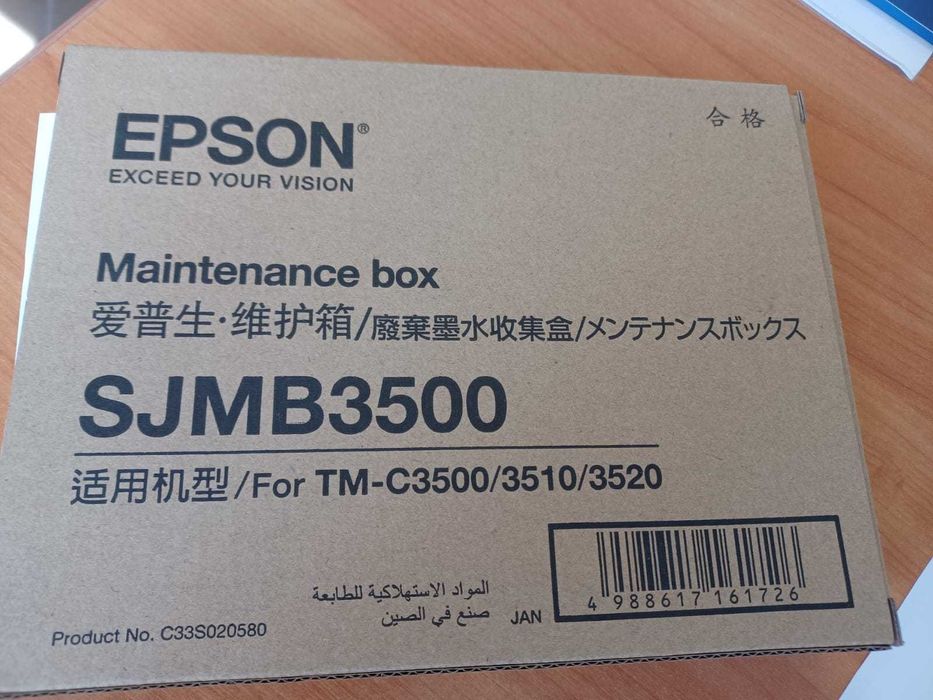 EPSON®
EXCEED YOUR VISION
合格
Maintenance box
爱普生·维护箱/廢棄墨水收集盒/メンテナンスボックス
SJMB3500
适用机型/For TM-C3500/3510/3520
المواد الاستهلاكية للطابعة
صنع في الصين
JAN
4 988617 161726
Product No. C33S020580